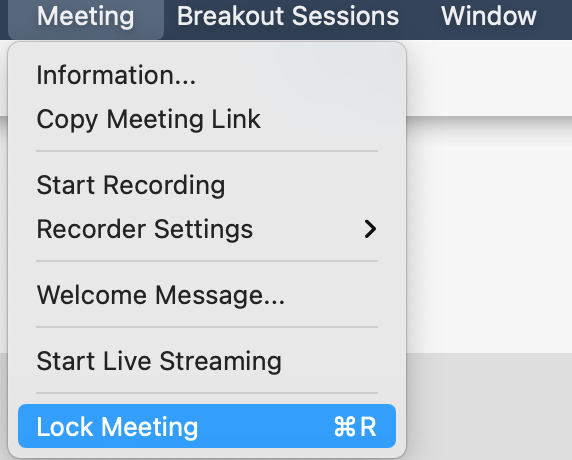 Meeting Breakout Sessions Window
Information...
Copy Meeting Link
Start Recording
Recorder Settings
Welcome Message...
Start Live Streaming
Lock Meeting ⌘R